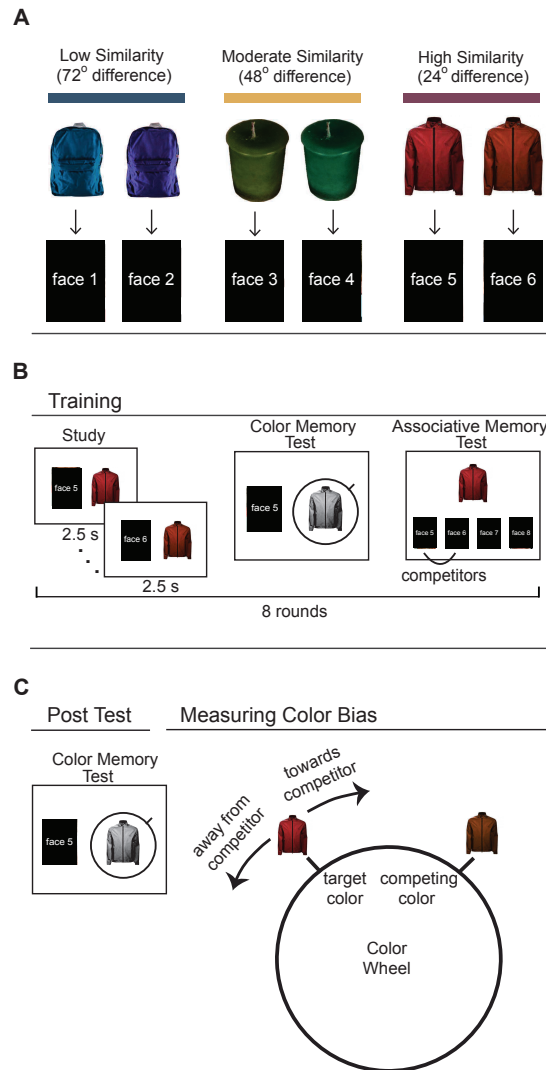 A
Low Similarity
(72° difference)
Moderate Similarity
(48° difference)
High Similarity
(24° difference)
face 1
face 2
face 3
face 4
face 5
face 6
B
Training
Study
face 5
2.5 s
face 6
2.5 s
Color Memory
Test
face 5
Associative Memory
Test
face 5
face 6
face 7
face 8
competitors
8 rounds
C
Post Test
Measuring Color Bias
Color Memory
Test
face 5
away from
competitor
towards
competitor
target
color
competing
color
Color
Wheel